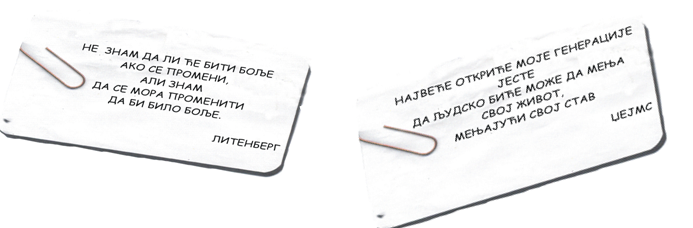 НЕ ЗНАМ ДА ЛИ ЋЕ БИТИ БОЉЕ
АКО СЕ ПРОМЕНИ,
АЛИ ЗНАМ
ДА СЕ МОРА ПРОМЕНИТИ
ДА БИ БИЛО БОЉЕ.
ЛИТЕНБЕРГ
НАЈВЕЋЕ ОТКРИЋЕ МОЈЕ ГЕНЕРАЦИЈЕ
ЈЕСТЕ
ДА ЉУДСКО БИЋЕ МОЖЕ ДА МЕЊА
СВОЈ ЖИВОТ,
МЕЊАЈУЋИ СВОЈ СТАВ
ЏЕЈМС